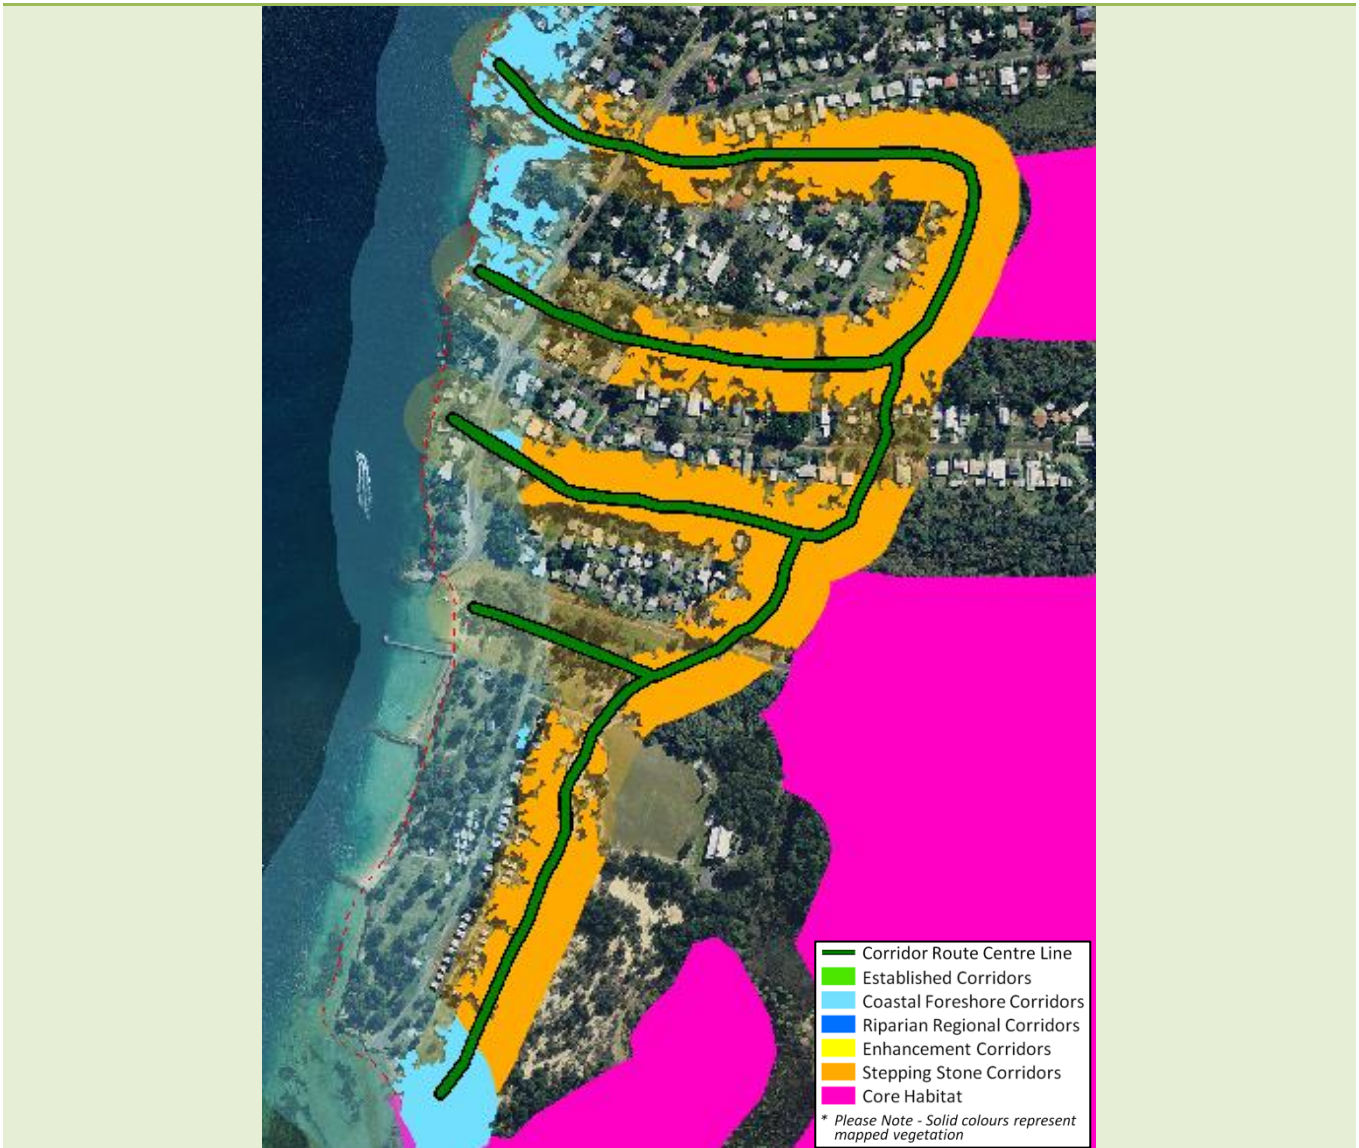 Corridor Route Centre Line
Established Corridors
Coastal Foreshore Corridors
Riparian Regional Corridors
Enhancement Corridors
Stepping Stone Corridors
Core Habitat
* Please Note - Solid colours represent
mapped vegetation